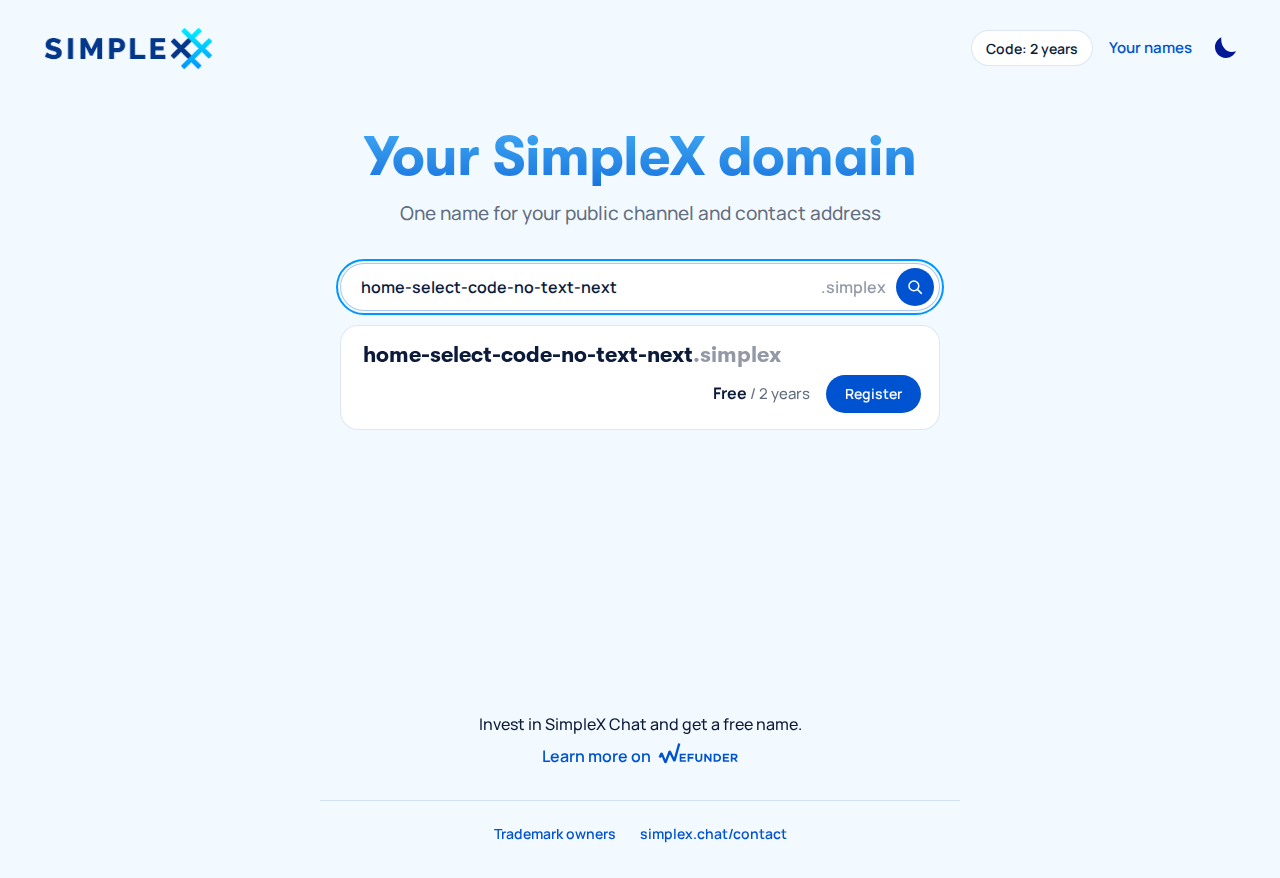 SIMPLEX
Code: 2 years
Your names
Your SimpleX domain
One name for your public channel and contact address
home-select-code-no-text-next
.simplex
home-select-code-no-text-next.simplex
Free / 2 years
Register
Invest in SimpleX Chat and get a free name.
Learn more on WEFUNDER
Trademark owners
simplex.chat/contact